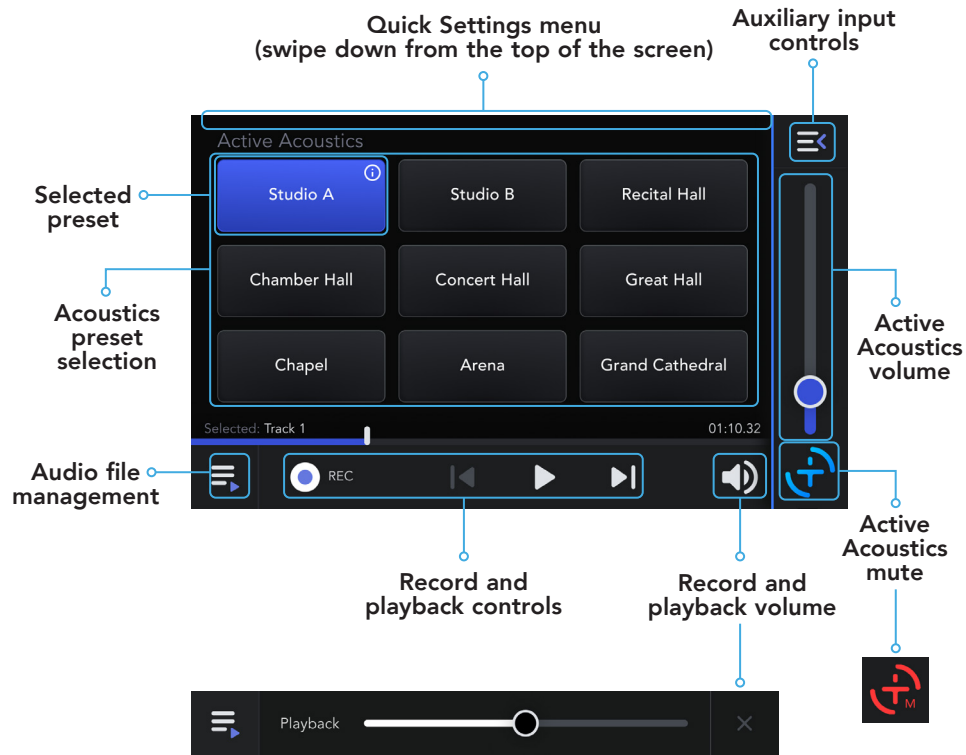 Quick Settings menu
(swipe down from the top of the screen)
Auxiliary input
controls
Active Acoustics
Selected
preset
Studio A
Studio B
Recital Hall
Chamber Hall
Concert Hall
Great Hall
Acoustics
preset
selection
Active
Acoustics
volume
Chapel
Arena
Grand Cathedral
Selected: Track 1
01:10.32
Audio file
management
REC
Active
Acoustics
mute
Record and
playback controls
Record and
playback volume
M
Playback